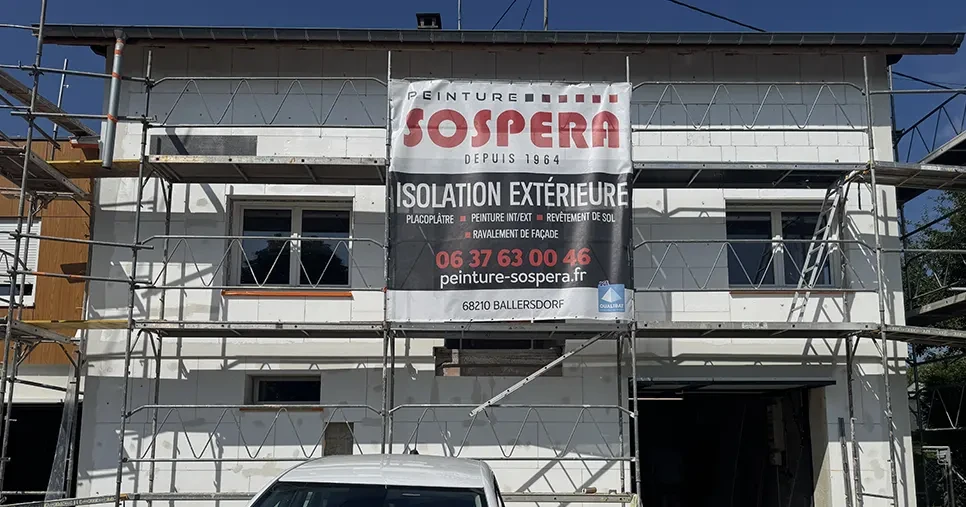 PEINTURE
SOSPERA
DEPUIS 1964
ISOLATION EXTÉRIEURE
PLACOPLÂTRE ▪ PEINTURE INT/EXT ▪ REVÊTEMENT DE SOL
▪ RAVALEMENT DE FAÇADE
06 37 63 00 46
peinture-sospera.fr
68210 BALLERSDORF
QUALIBAT